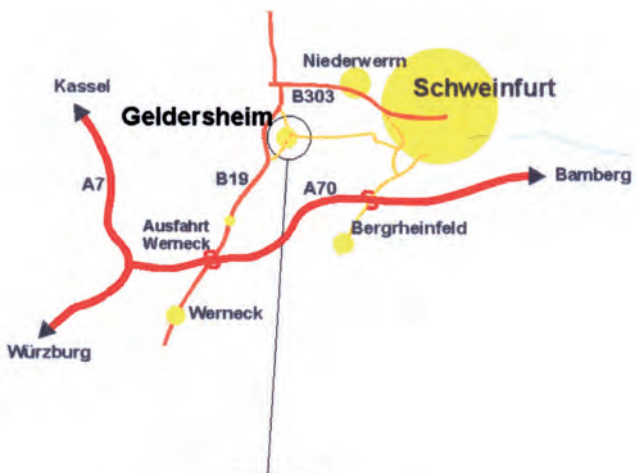 Niederwerrn
Kassel
Schweinfurt
B303
Geldersheim
A7
B19
A70
Bamberg
Ausfahrt
Werneck
Bergrheinfeld
Werneck
Würzburg